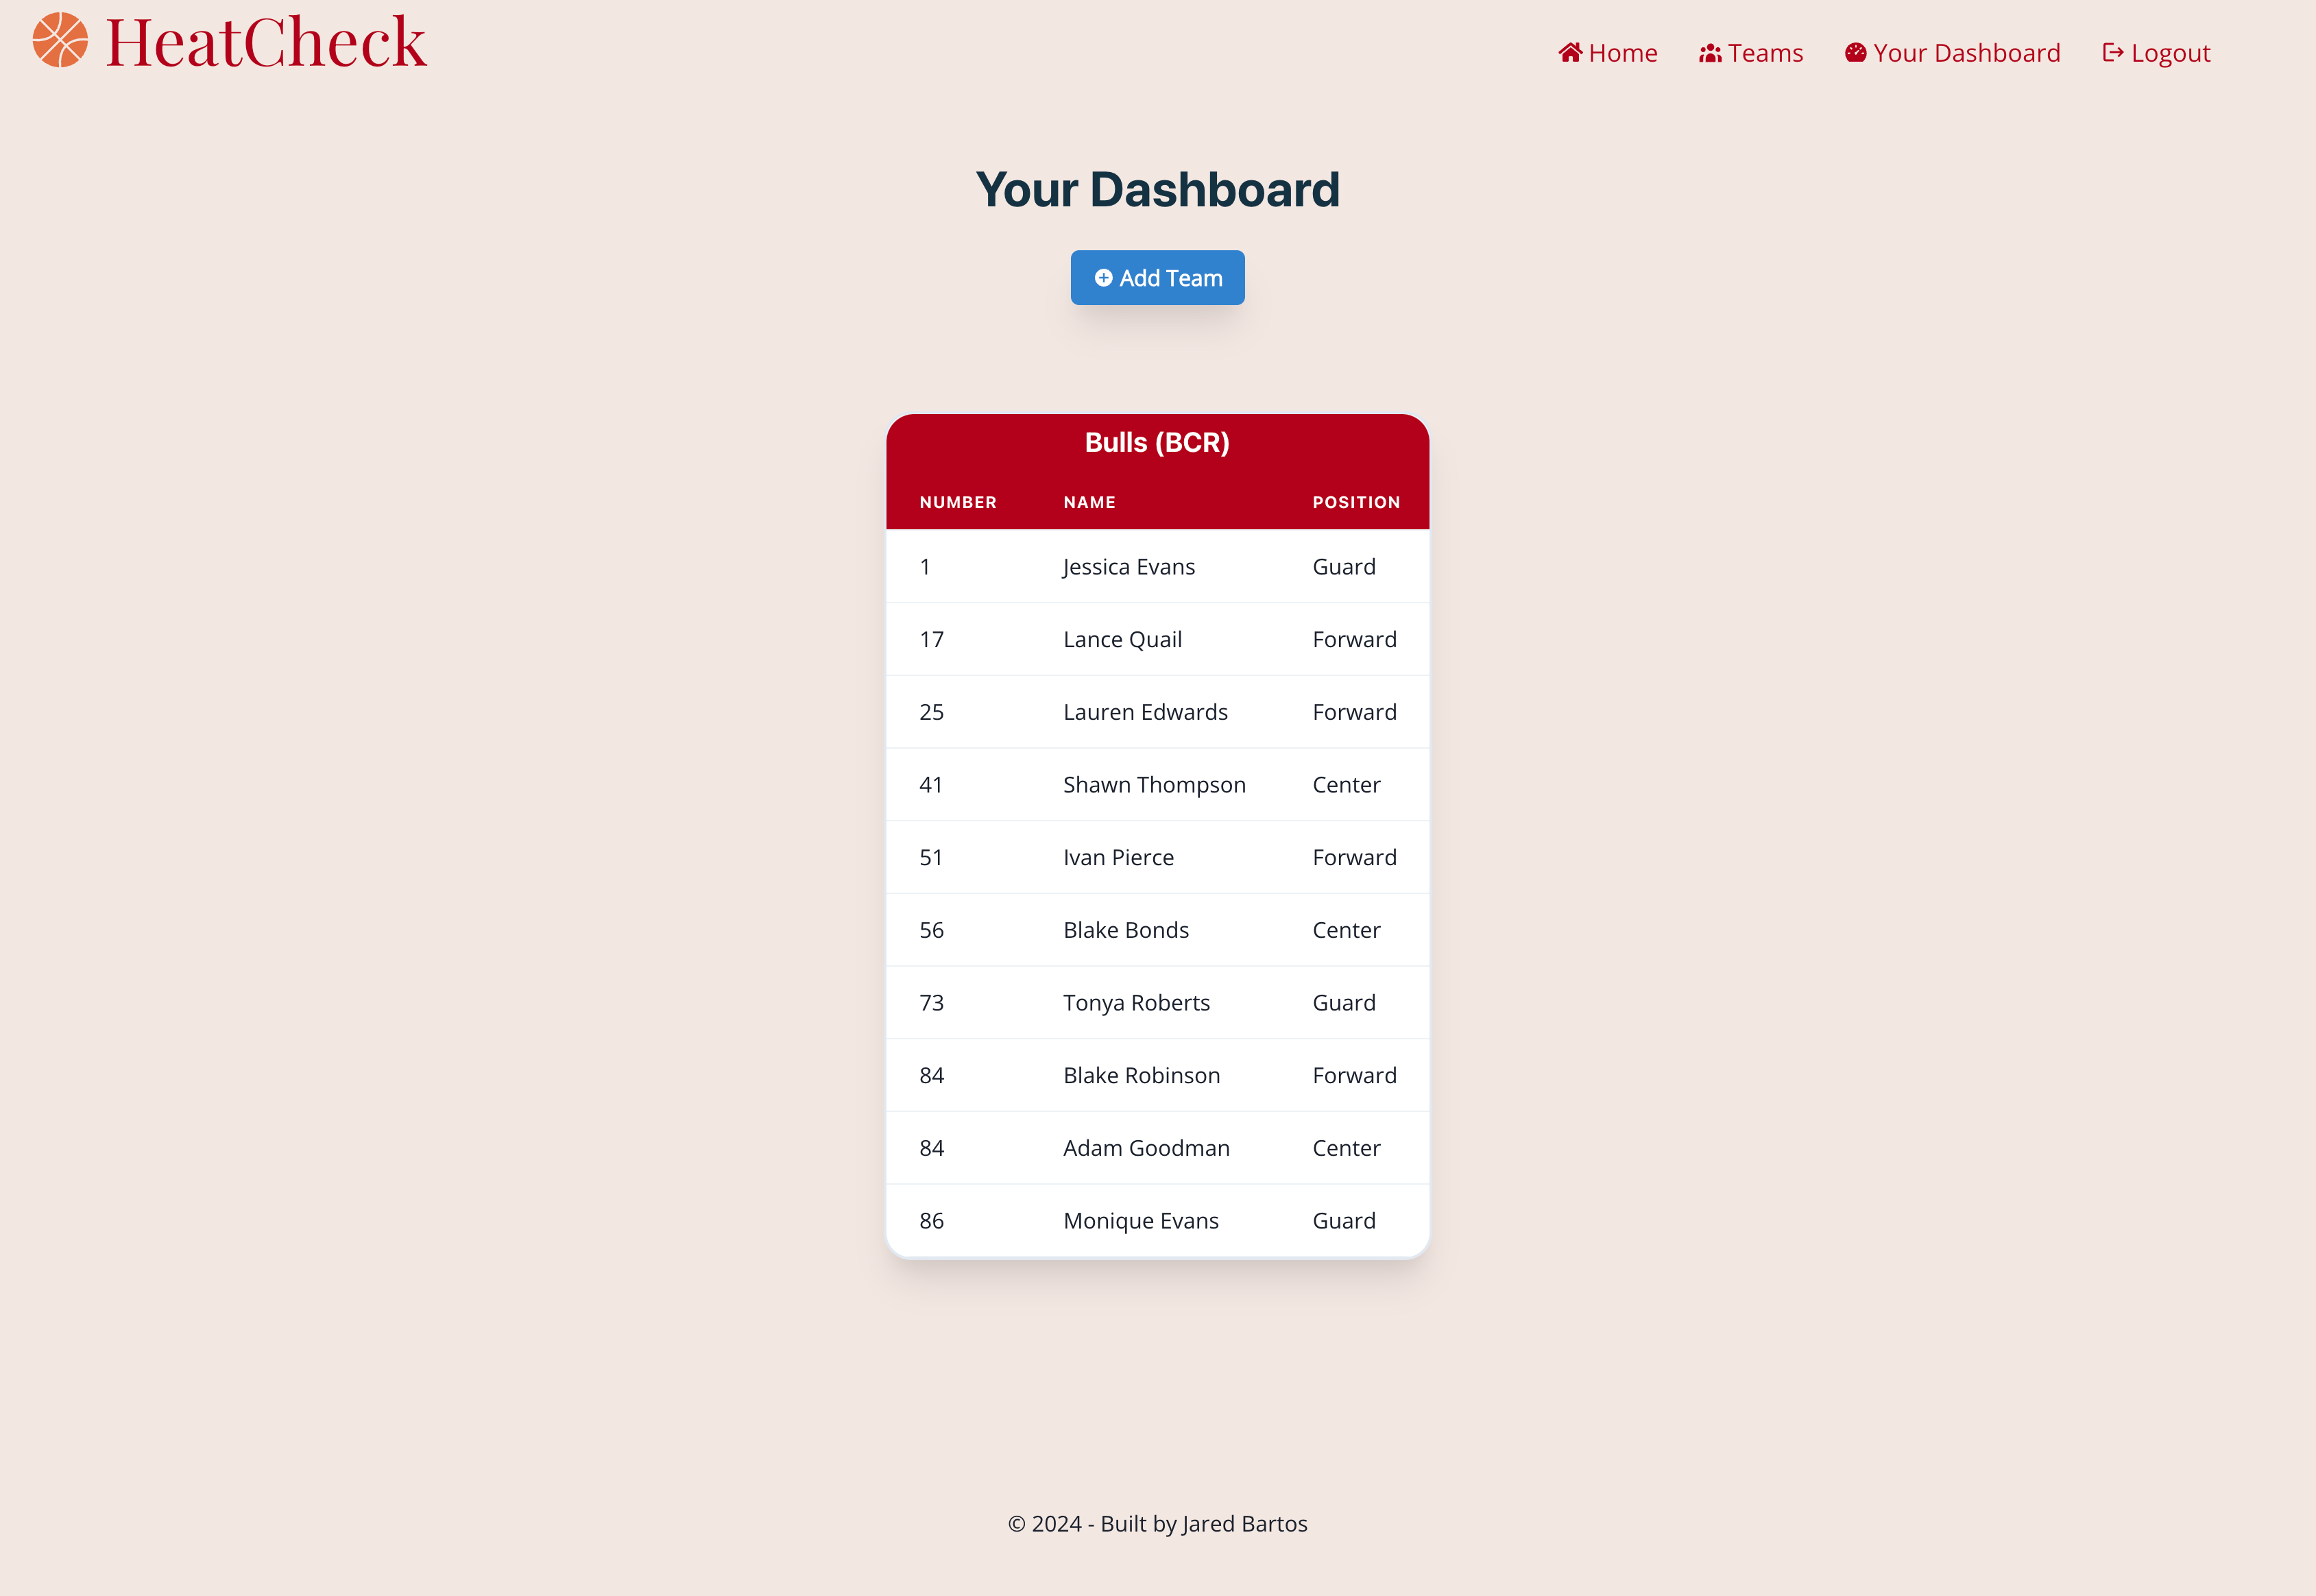 HeatCheck
Home Teams Your Dashboard Logout
Your Dashboard
Add Team
Bulls (BCR)
NUMBER NAME POSITION
1 Jessica Evans Guard
17 Lance Quail Forward
25 Lauren Edwards Forward
41 Shawn Thompson Center
51 Ivan Pierce Forward
56 Blake Bonds Center
73 Tonya Roberts Guard
84 Blake Robinson Forward
84 Adam Goodman Center
86 Monique Evans Guard
© 2024 - Built by Jared Bartos